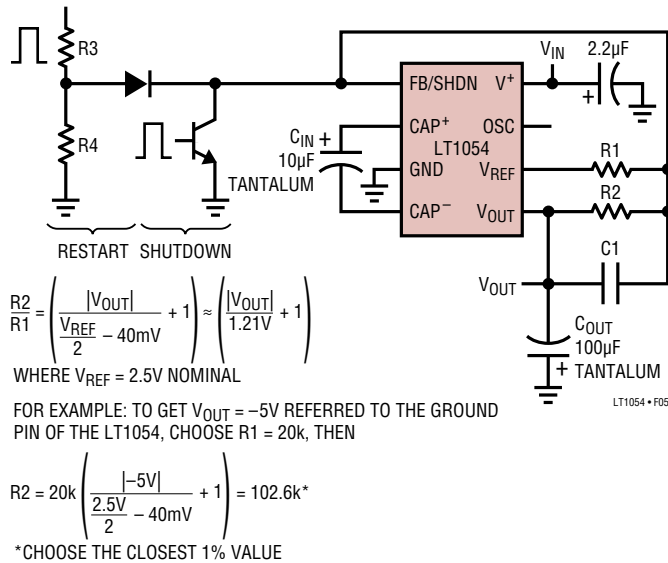 R3
R4
RESTART SHUTDOWN
CIN +
10µF
TANTALUM
FB/SHDN V+
CAP+ OSC
LT1054
GND VREF
CAP– VOUT
VIN
2.2µF
+
R1
R2
C1
VOUT
COUT
100µF
+ TANTALUM
LT1054 • F05
R2/R1 = (|VOUT|/(VREF/2 – 40mV) + 1) ≈ (|VOUT|/1.21V + 1)
WHERE VREF = 2.5V NOMINAL
FOR EXAMPLE: TO GET VOUT = –5V REFERRED TO THE GROUND
PIN OF THE LT1054, CHOOSE R1 = 20k, THEN
R2 = 20k (|–5V|/(2.5V/2 – 40mV) + 1) = 102.6k*
*CHOOSE THE CLOSEST 1% VALUE